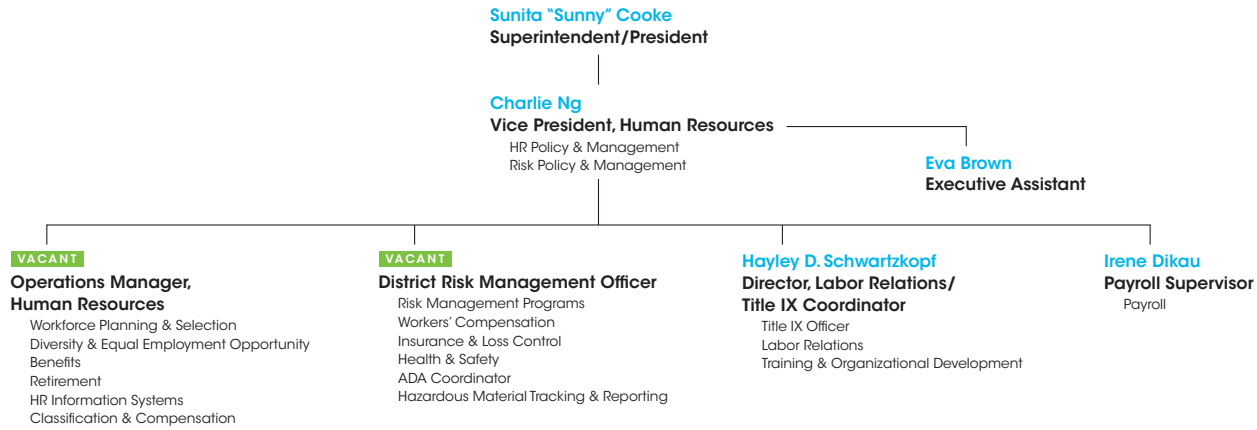 Sunita “Sunny” Cooke
Superintendent/President
Charlie Ng
Vice President, Human Resources
HR Policy & Management
Risk Policy & Management
Eva Brown
Executive Assistant
VACANT
Operations Manager,
Human Resources
Workforce Planning & Selection
Diversity & Equal Employment Opportunity
Benefits
Retirement
HR Information Systems
Classification & Compensation
VACANT
District Risk Management Officer
Risk Management Programs
Workers’ Compensation
Insurance & Loss Control
Health & Safety
ADA Coordinator
Hazardous Material Tracking & Reporting
Hayley D. Schwartzkopf
Director, Labor Relations/
Title IX Coordinator
Title IX Officer
Labor Relations
Training & Organizational Development
Irene Dikau
Payroll Supervisor
Payroll